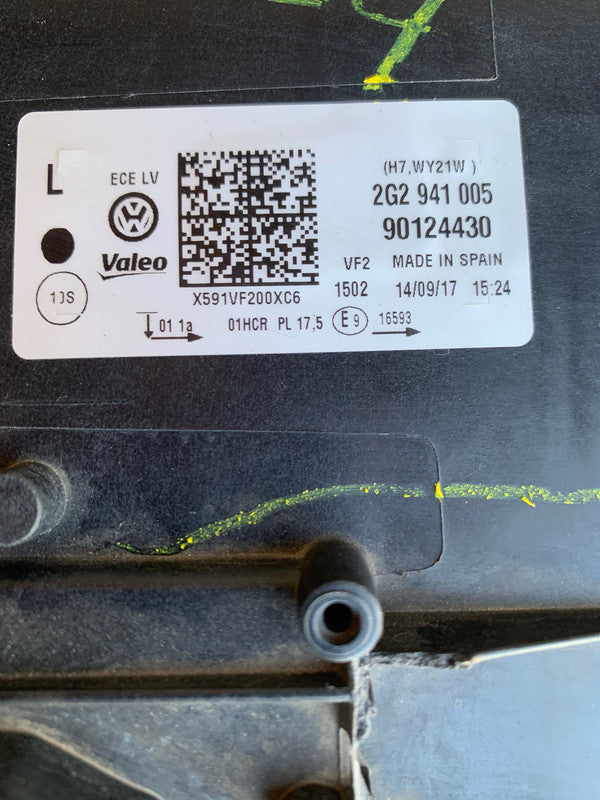 L
ECE LV
(H7,WY21W )
2G2 941 005
90124430
Valeo
VF2 MADE IN SPAIN
X591VF200XC6
1502 14/09/17 15:24
10S
01 1a 01HCR PL 17,5 E9 16593